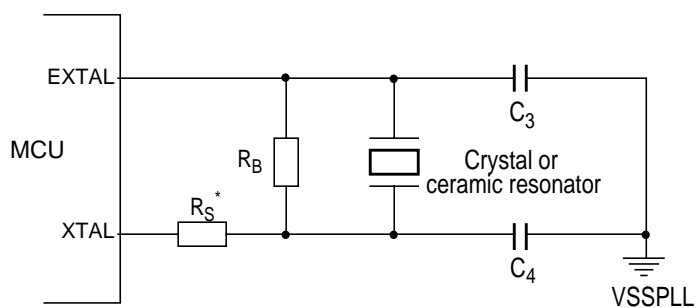 EXTAL
C3
MCU
RB
Crystal or
ceramic resonator
RS*
XTAL
C4
VSSPLL